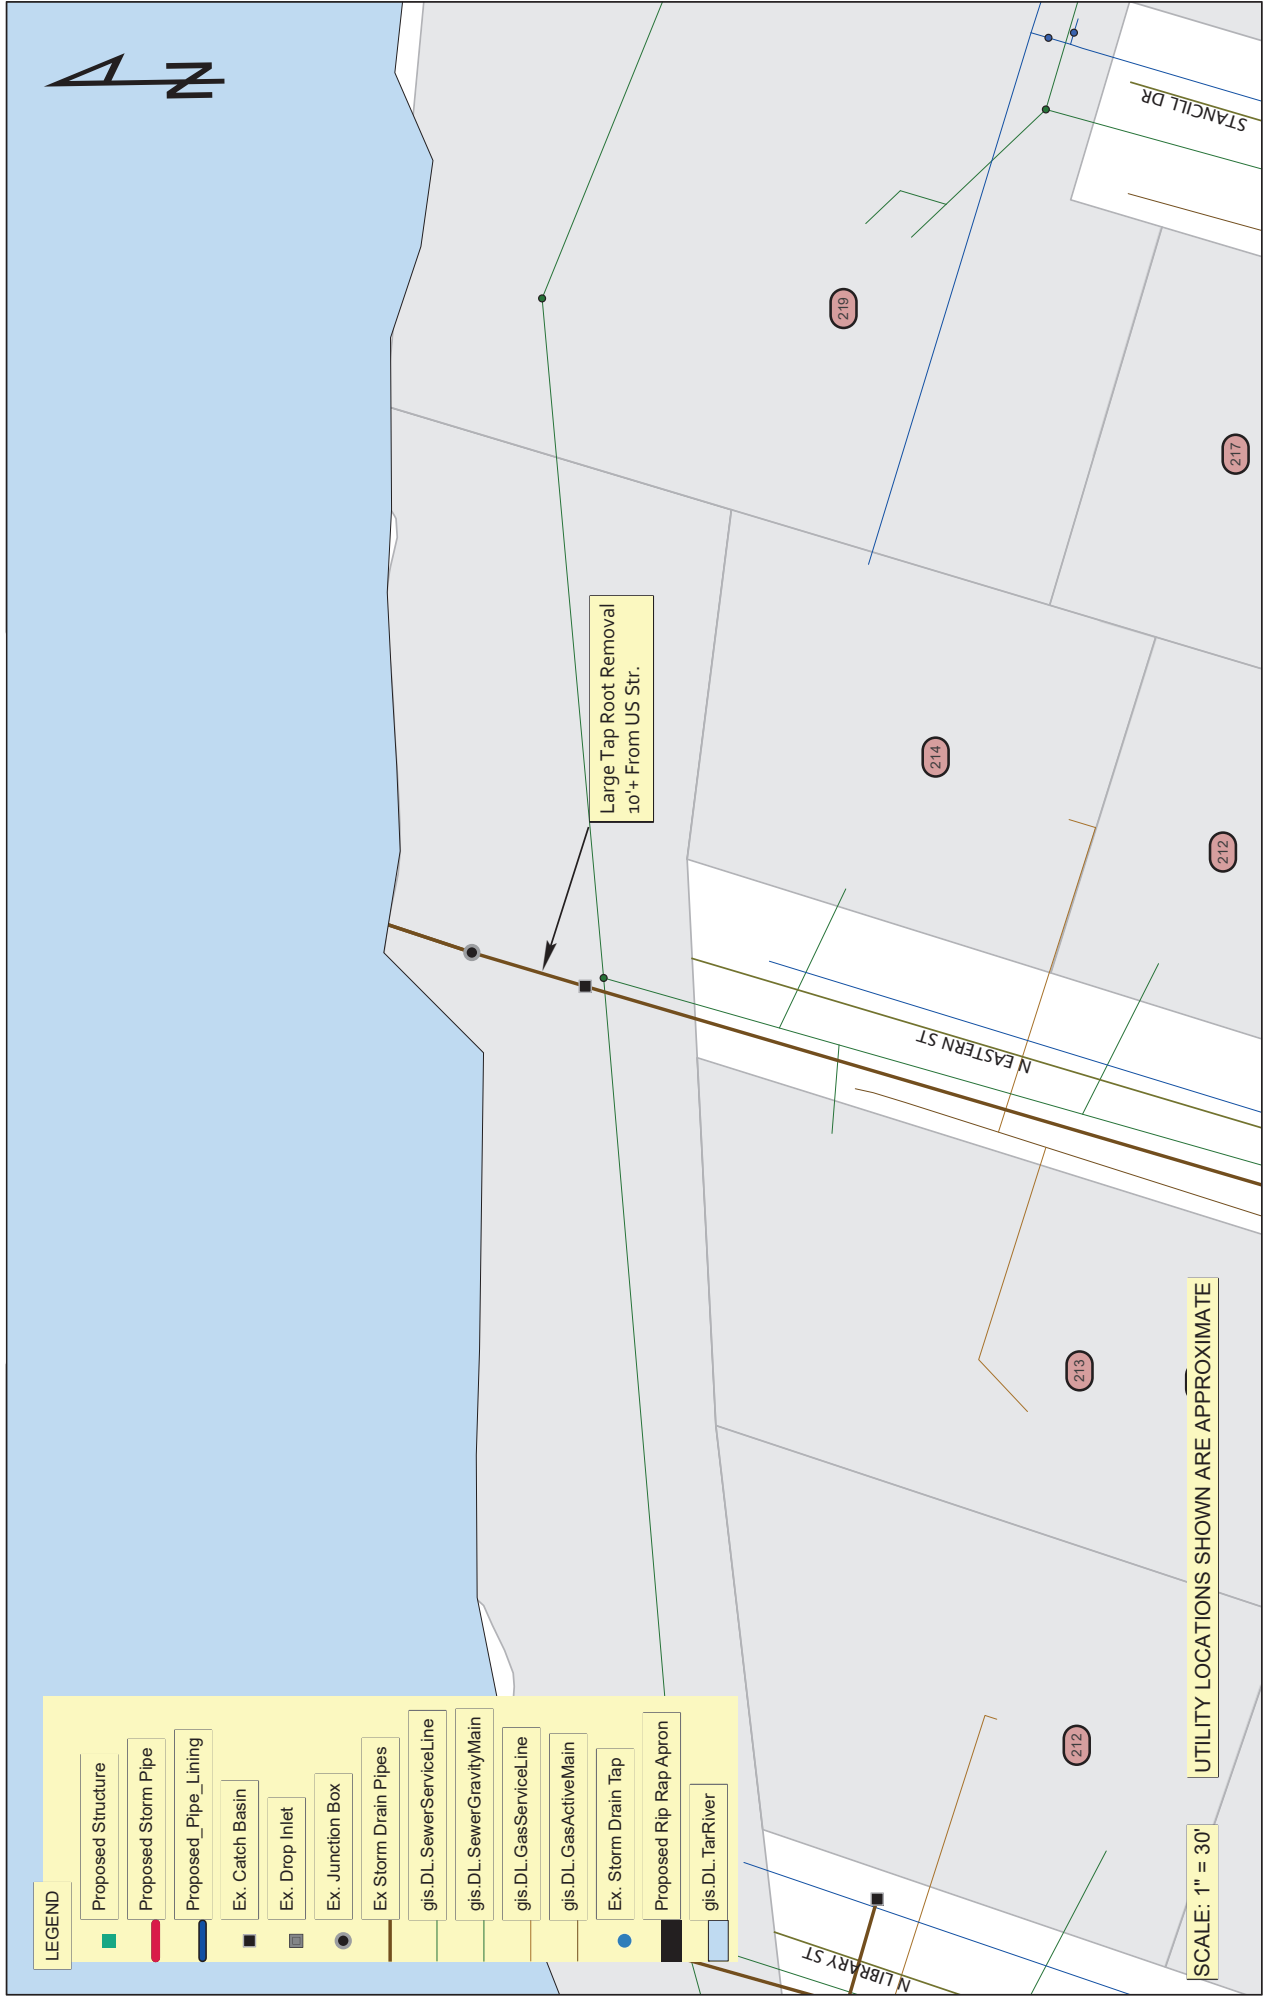 N
LEGEND
Proposed Structure
Proposed Storm Pipe
Proposed_Pipe_Lining
Ex. Catch Basin
Ex. Drop Inlet
Ex. Junction Box
Ex Storm Drain Pipes
gis.DL.SewerServiceLine
gis.DL.SewerGravityMain
gis.DL.GasServiceLine
gis.DL.GasActiveMain
Ex. Storm Drain Tap
Proposed Rip Rap Apron
gis.DL.TarRiver
Large Tap Root Removal
10'+ From US Str.
219
217
214
212
213
212
STANCILL DR
N EASTERN ST
N LIBRARY ST
SCALE: 1" = 30'
UTILITY LOCATIONS SHOWN ARE APPROXIMATE